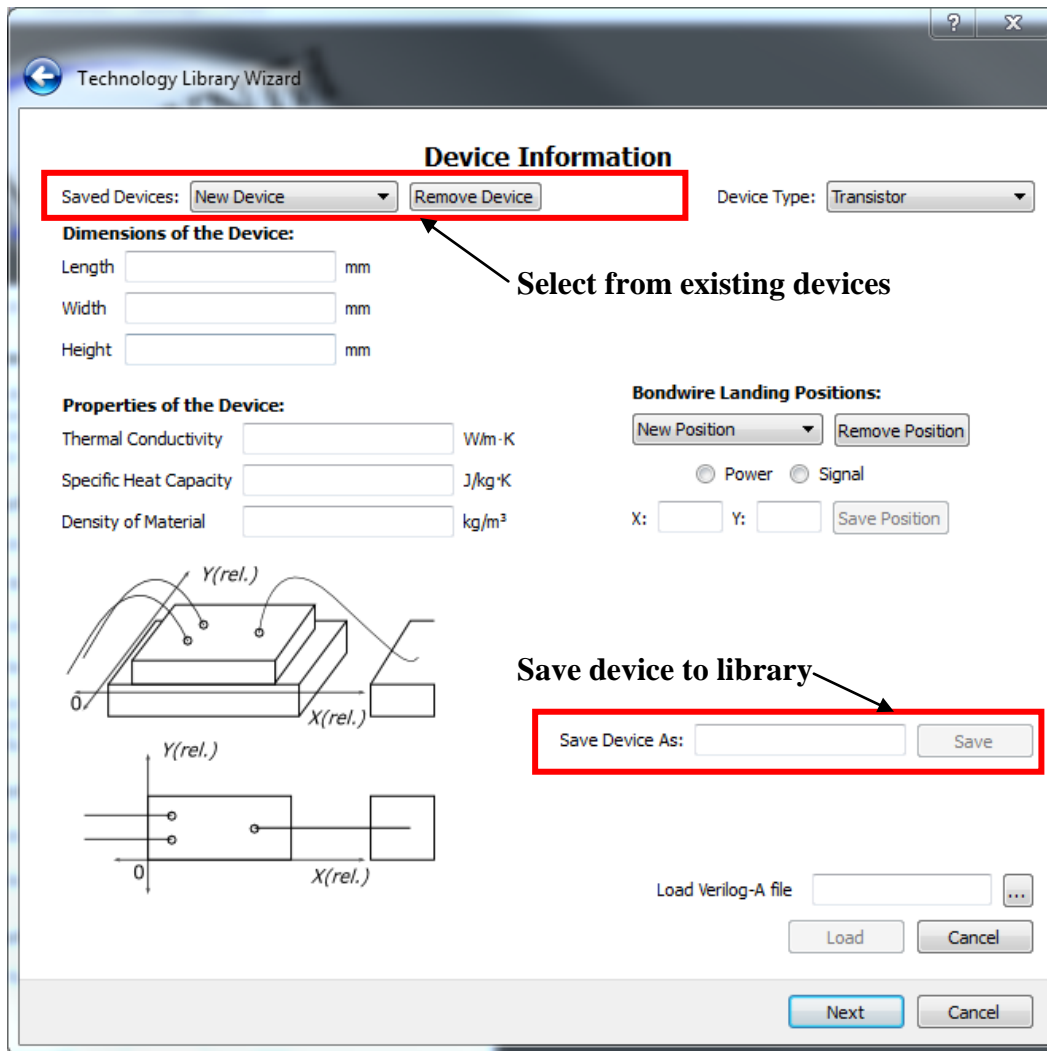 ?
X
Technology Library Wizard
Device Information
Saved Devices: New Device Remove Device Device Type: Transistor
Dimensions of the Device:
Length mm
Select from existing devices
Width mm
Height mm
Bondwire Landing Positions:
Properties of the Device:
New Position Remove Position
Thermal Conductivity W/m·K
Power Signal
Specific Heat Capacity J/kg·K
X: Y: Save Position
Density of Material kg/m³
Y(rel.)
Save device to library
0
X(rel.)
Save Device As: Save
Y(rel.)
0
X(rel.)
Load Verilog-A file ...
Load Cancel
Next Cancel